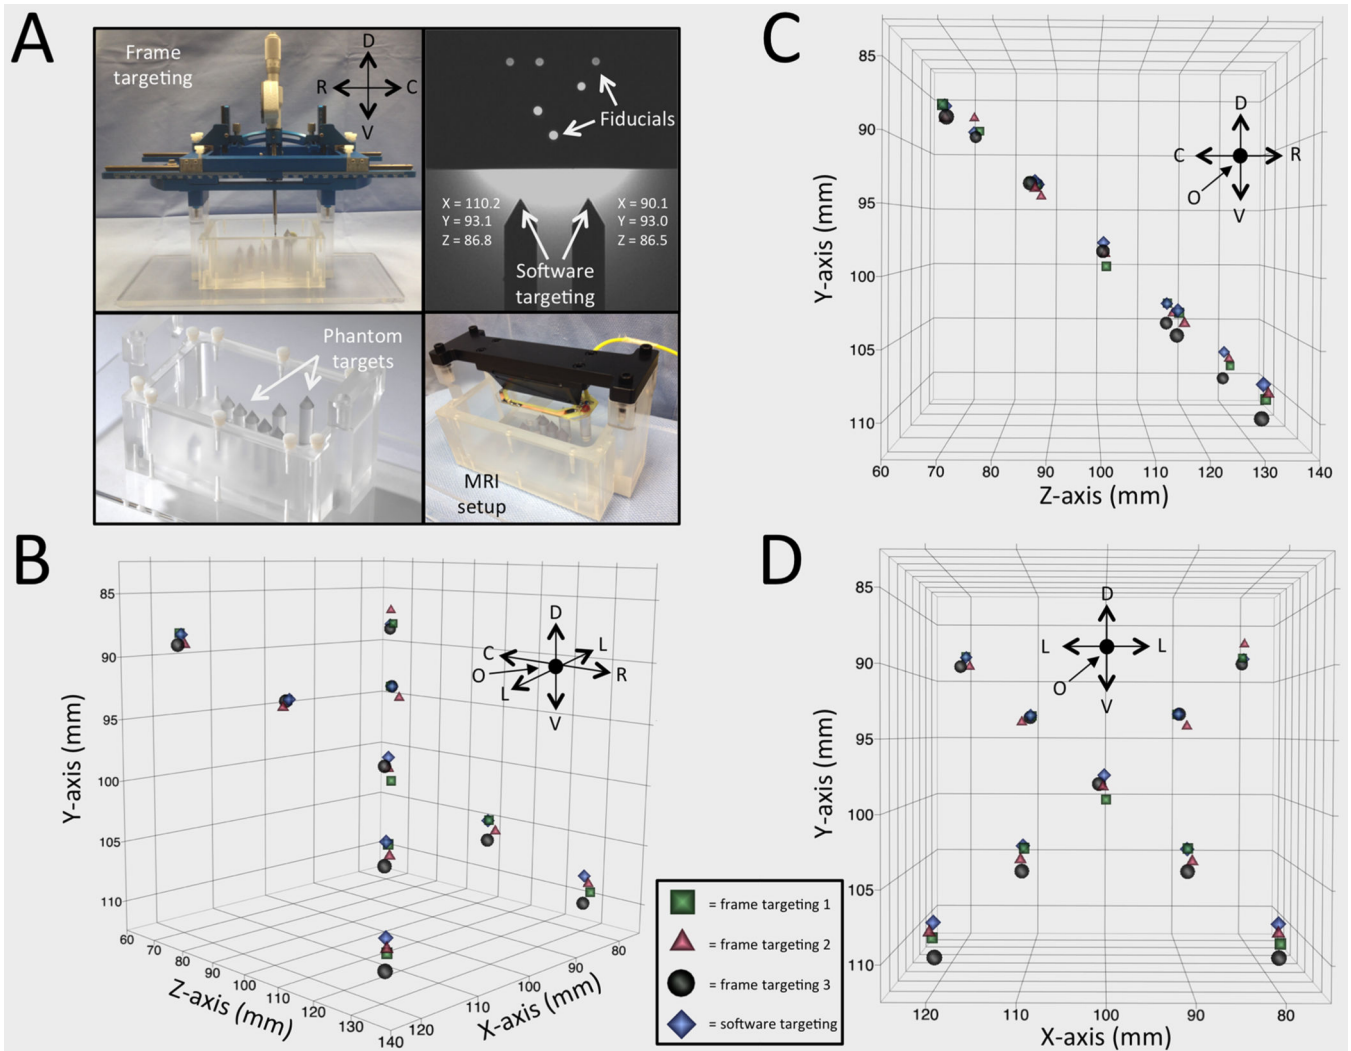 A
Frame
targeting
D
R
C
V
Fiducials
X = 110.2
Y = 93.1
Z = 86.8
X = 90.1
Y = 93.0
Z = 86.5
Software
targeting
Phantom
targets
MRI
setup
B
85
90
95
100
105
110
Y-axis (mm)
60
70
80
90
100
110
120
130
140
Z-axis (mm)
120
110
100
90
80
X-axis (mm)
D
C
L
O
R
L
V
= frame targeting 1
= frame targeting 2
= frame targeting 3
= software targeting
C
85
90
95
100
105
110
Y-axis (mm)
60
70
80
90
100
110
120
130
140
Z-axis (mm)
D
C
R
O
V
D
85
90
95
100
105
110
Y-axis (mm)
120
110
100
90
80
X-axis (mm)
D
L
L
O
V